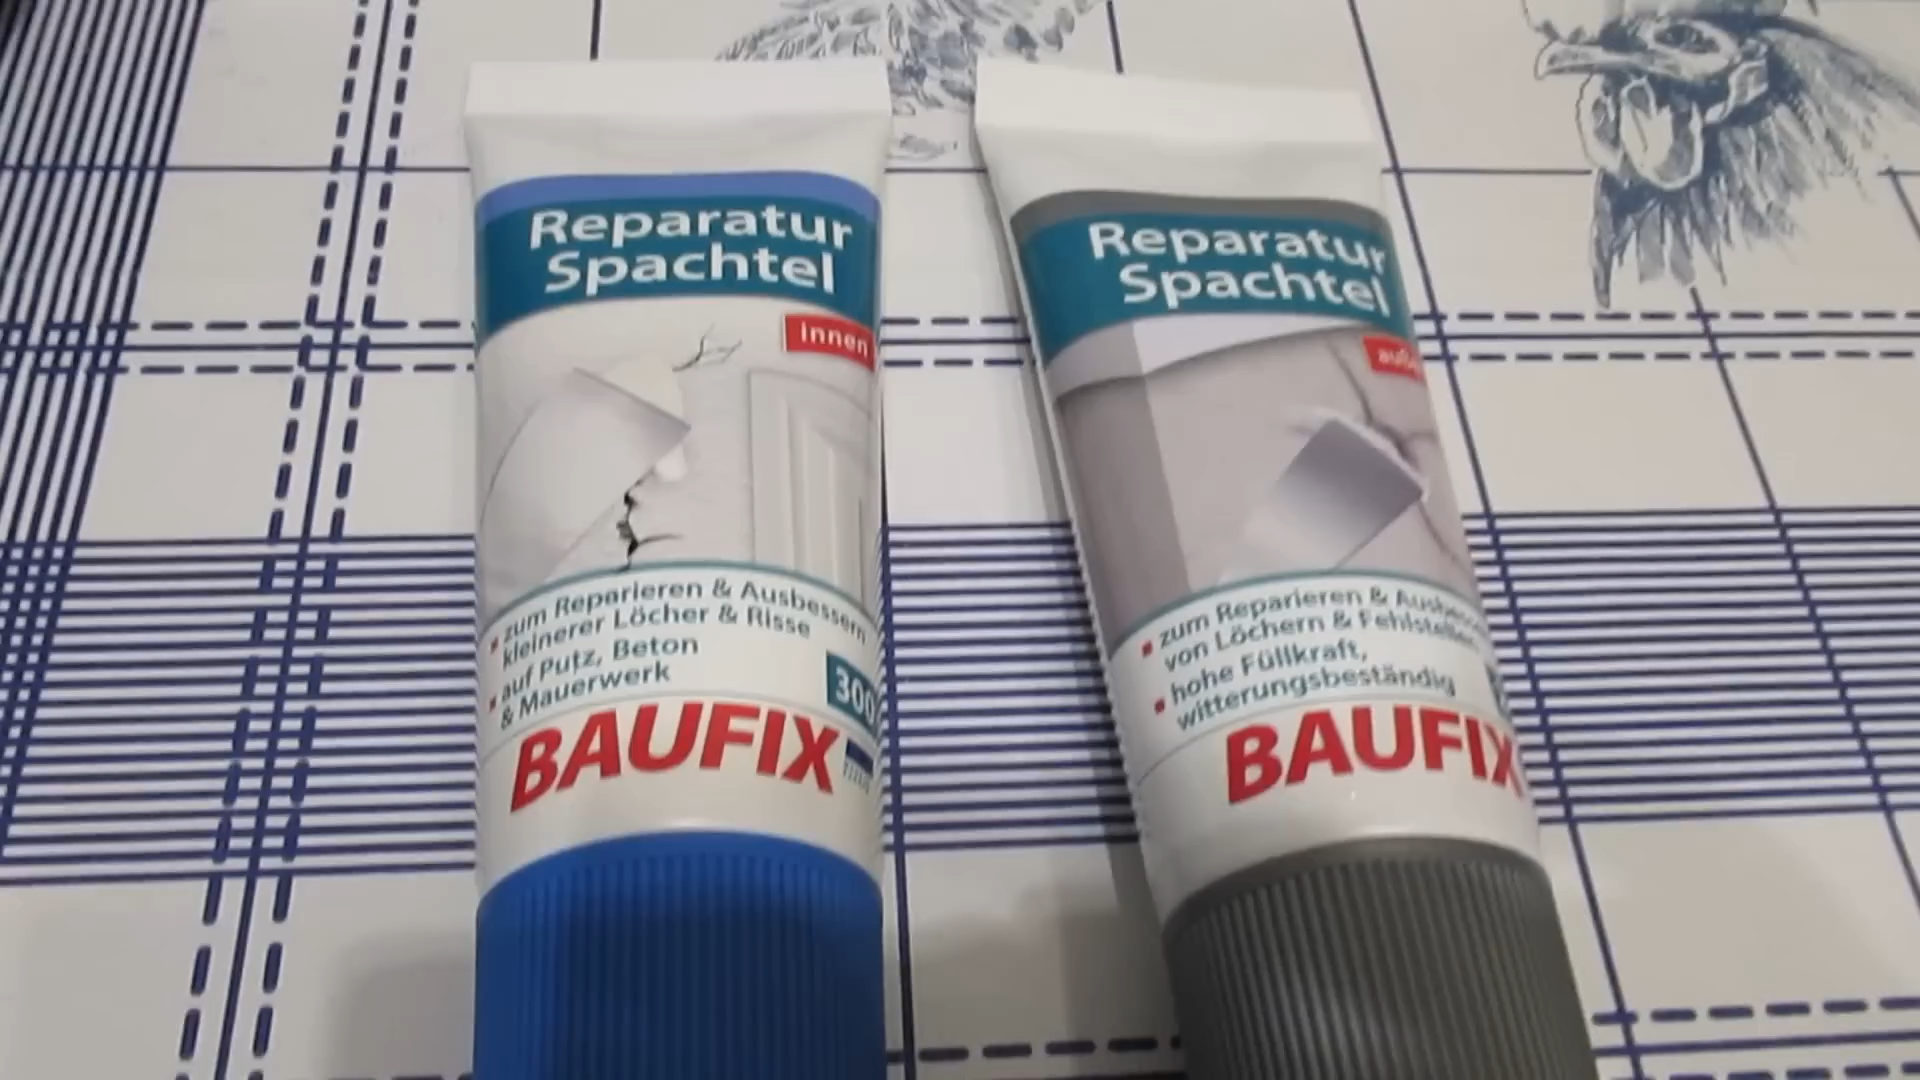 Reparatur
Spachtel
innen
zum Reparieren & Ausbessern
kleinerer Löcher & Risse
auf Putz, Beton
& Mauerwerk
300
BAUFIX
Reparatur
Spachtel
zum Reparieren &
von Löchern & Fehlstellen
hohe Füllkraft,
witterungsbeständig
BAUFIX